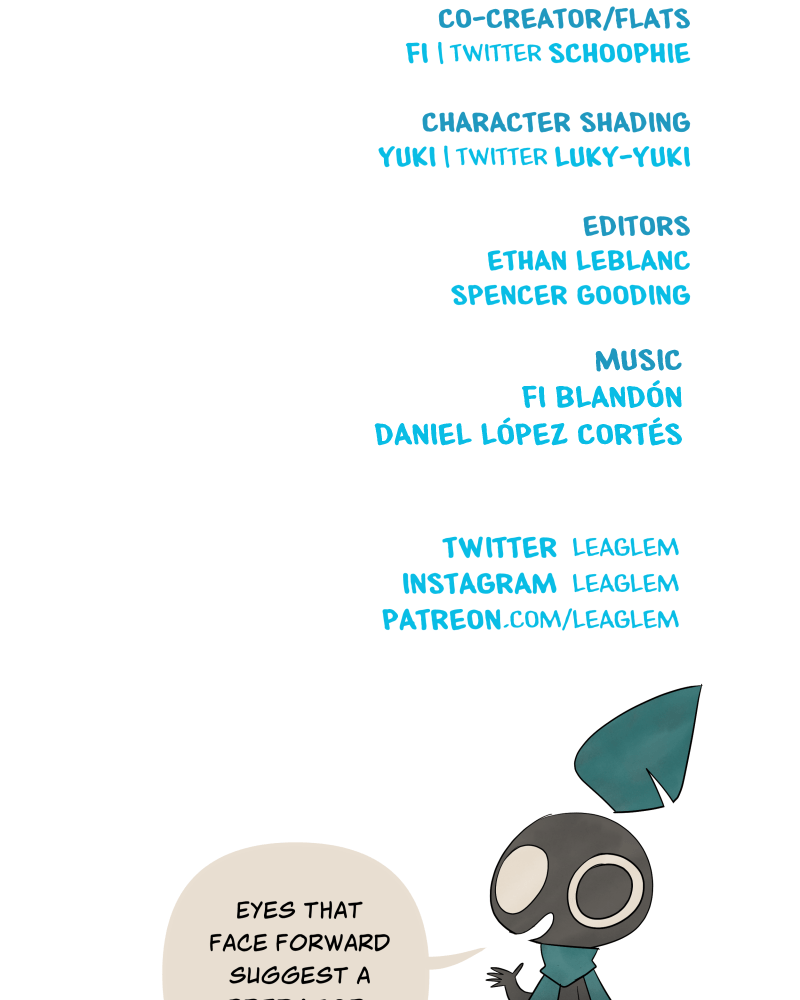 CO-CREATOR/FLATS
FI | TWITTER SCHOOPHIE
CHARACTER SHADING
YUKI | TWITTER LUKY-YUKI
EDITORS
ETHAN LEBLANC
SPENCER GOODING
MUSIC
FI BLANDÓN
DANIEL LÓPEZ CORTÉS
TWITTER LEAGLEM
INSTAGRAM LEAGLEM
PATREON.COM/LEAGLEM
EYES THAT
FACE FORWARD
SUGGEST A